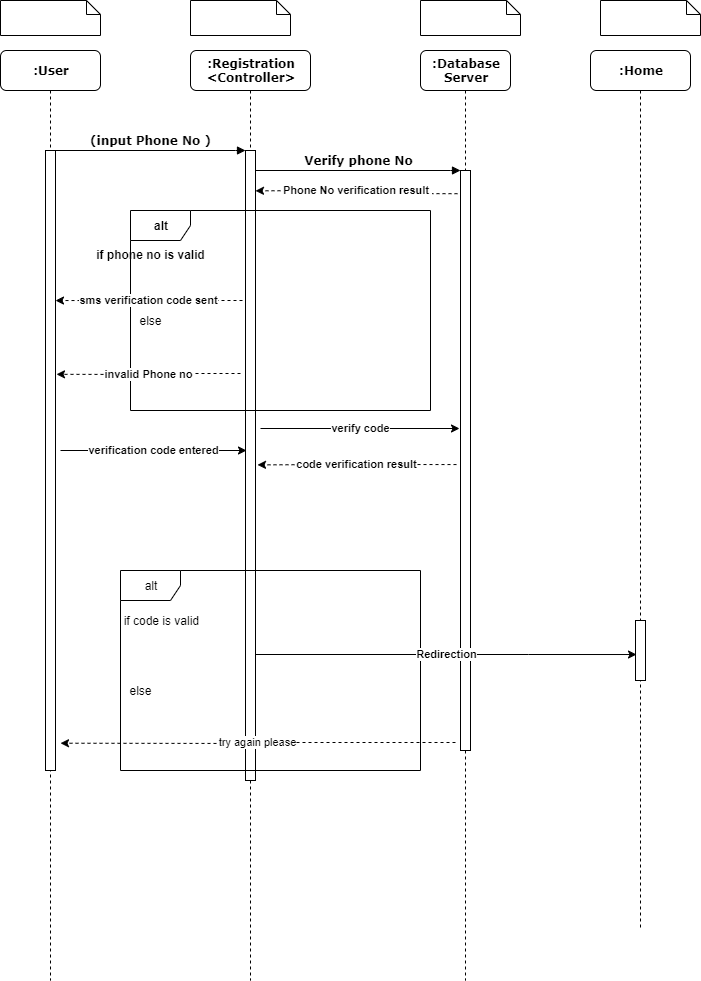 :User
:Registration
<Controller>
:Database
Server
:Home
(input Phone No )
Verify phone No
Phone No verification result
alt
if phone no is valid
sms verification code sent
else
invalid Phone no
verify code
verification code entered
code verification result
alt
if code is valid
Redirection
else
try again please